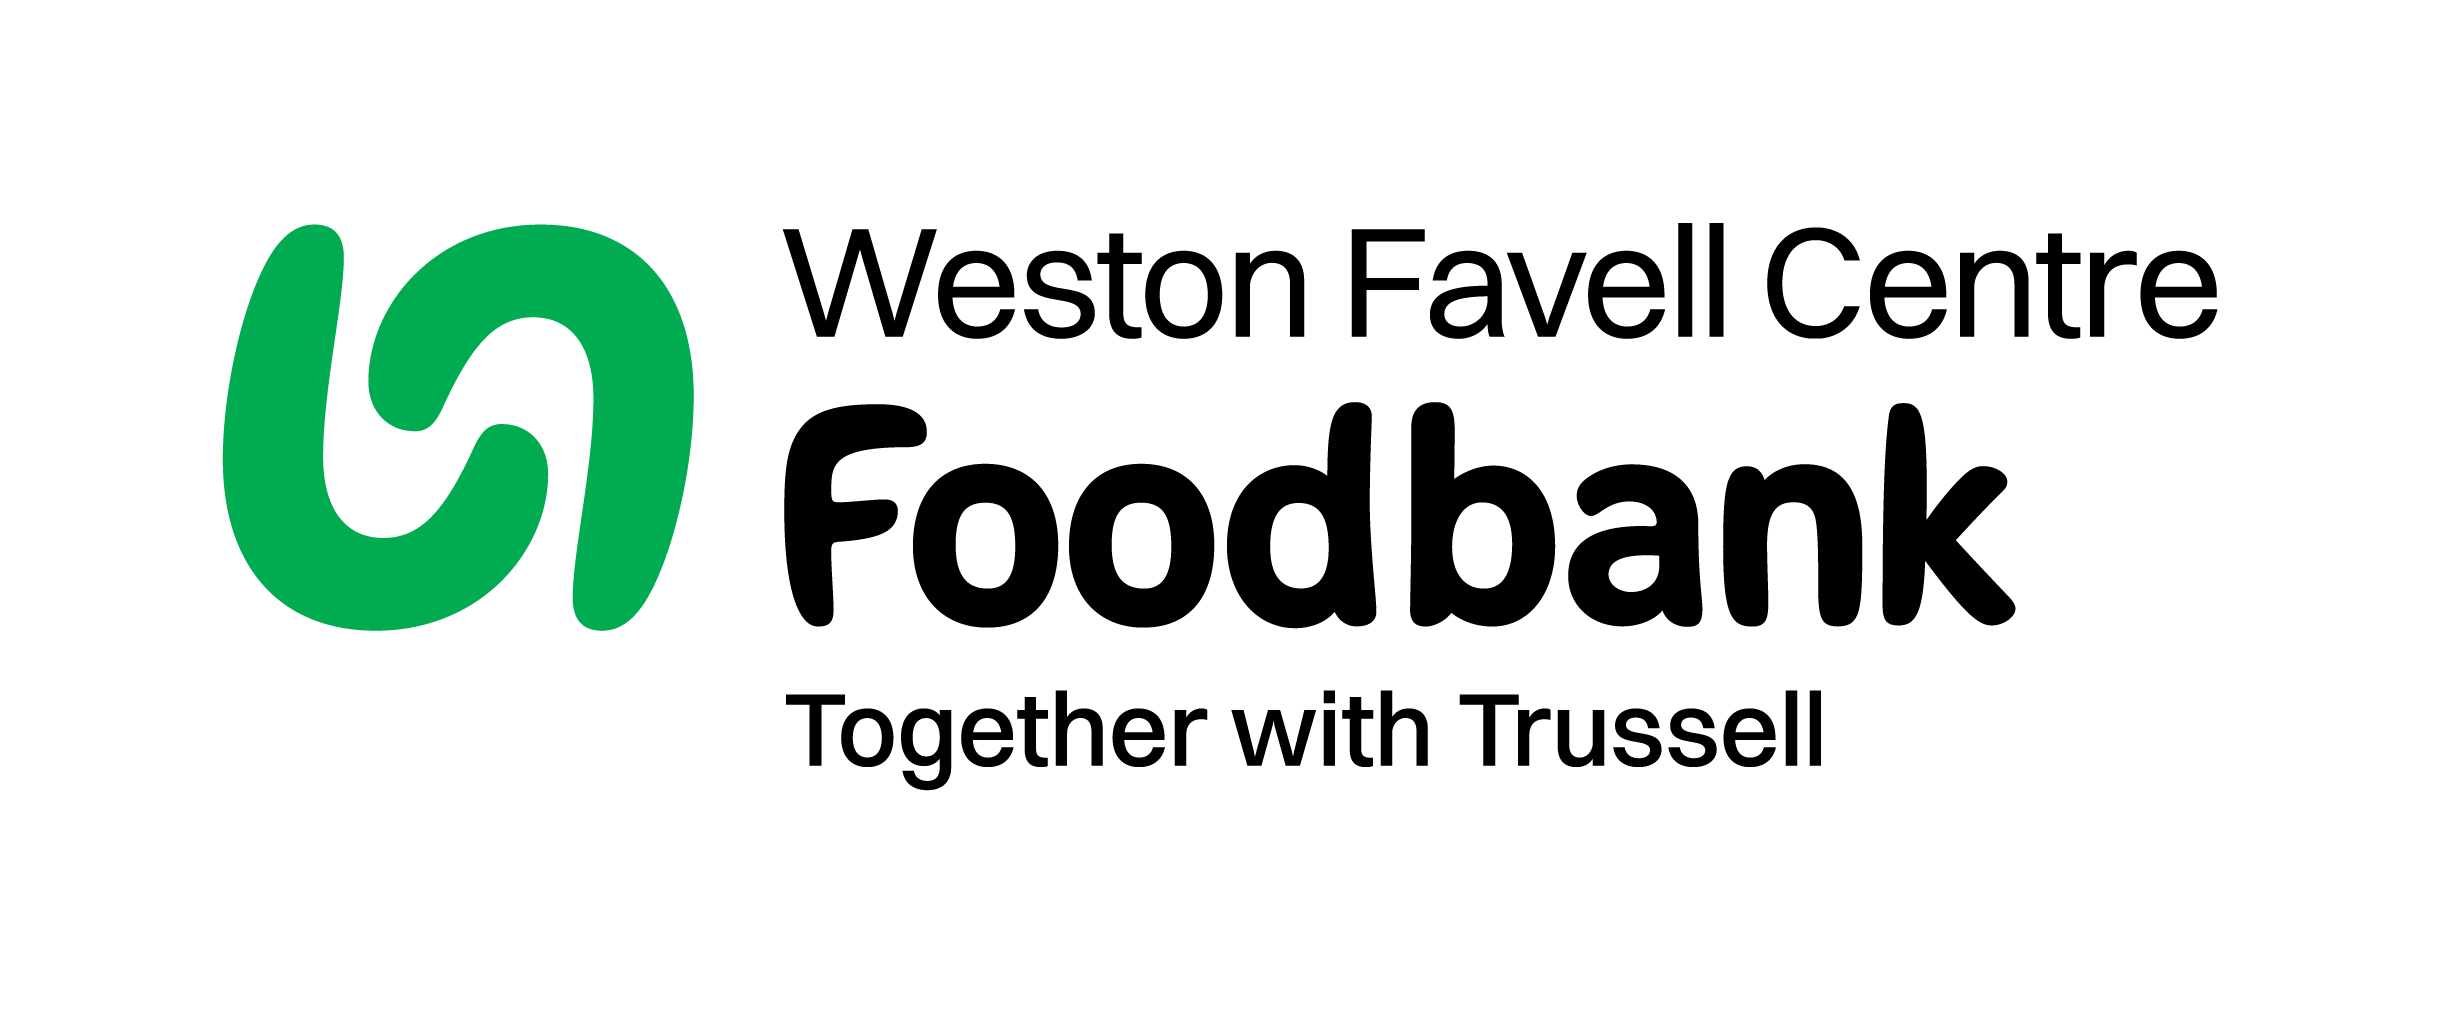 Weston Favell Centre
Foodbank
Together with Trussell